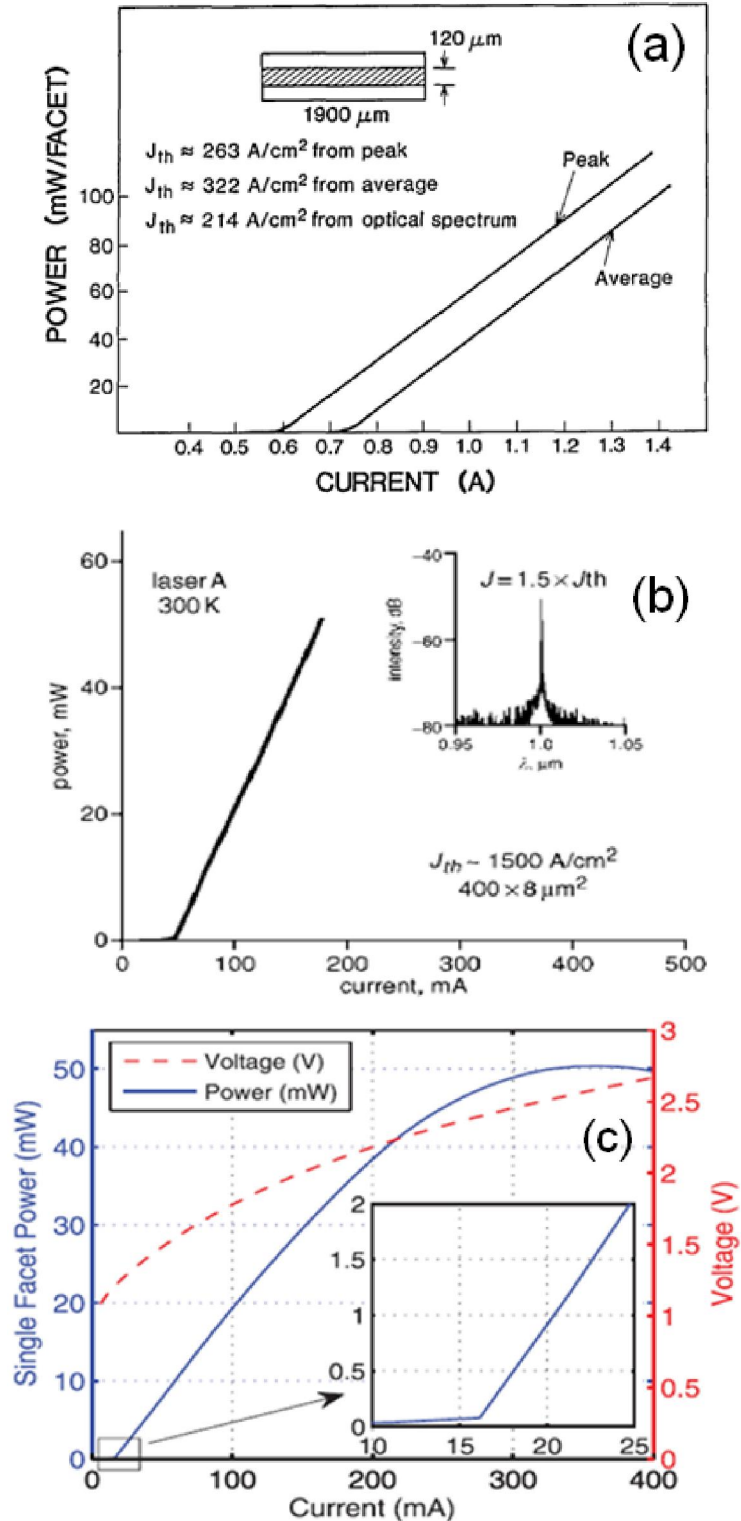 (a)
120 μm
1900 μm
J_th ≈ 263 A/cm² from peak
J_th ≈ 322 A/cm² from average
J_th ≈ 214 A/cm² from optical spectrum
Peak
Average
POWER (mW/FACET)
100
80
60
40
20
0.4 0.5 0.6 0.7 0.8 0.9 1.0 1.1 1.2 1.3 1.4
CURRENT (A)
(b)
laser A
300 K
power, mW
60
40
20
0
0 100 200 300 400 500
current, mA
J = 1.5 × Jth
intensity, dB
−40
−60
−80
0.95 1.0 1.05
λ, μm
J_th ~ 1500 A/cm²
400 × 8 μm²
(c)
Voltage (V)
Power (mW)
Single Facet Power (mW)
50
40
30
20
10
0
0 100 200 300 400
Current (mA)
3
2.5
2
1.5
1
0.5
0
Voltage (V)
2
1.5
1
0.5
0
10 15 20 25